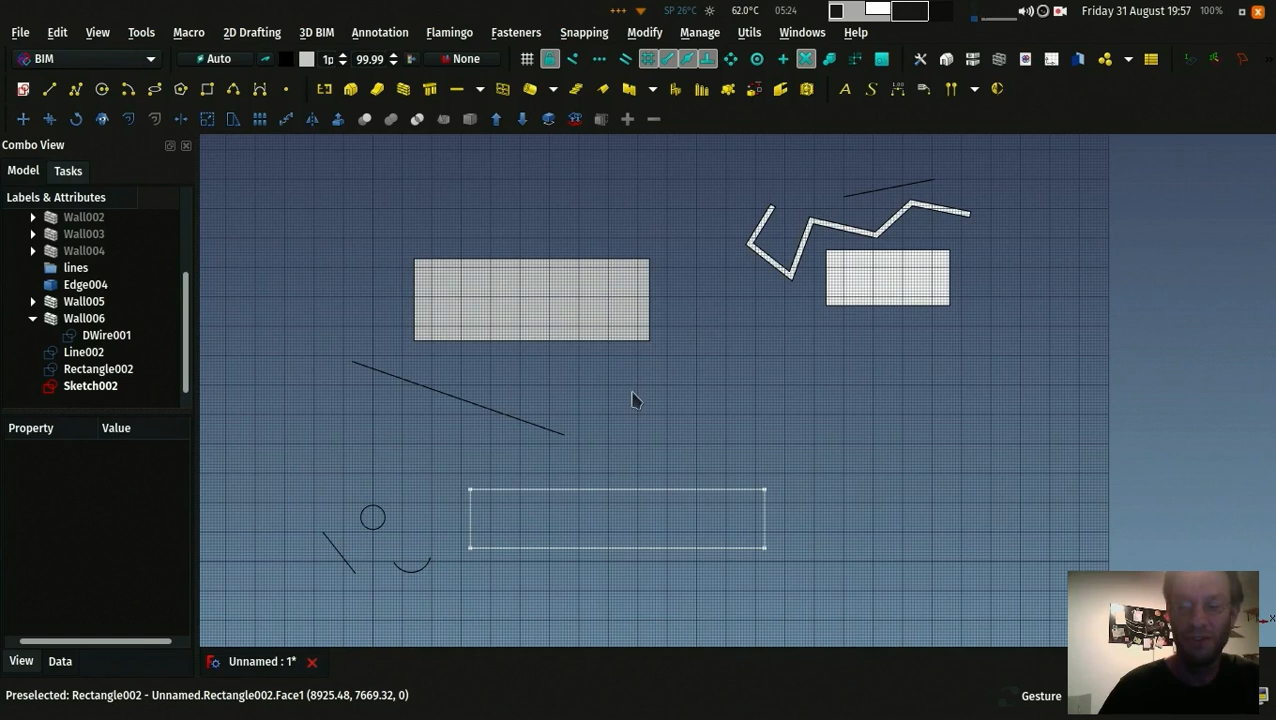 SP 26°C 62.0°C 05:24 Friday 31 August 19:57 100%
File Edit View Tools Macro 2D Drafting 3D BIM Annotation Flamingo Fasteners Snapping Modify Manage Utils Windows Help
BIM Auto 1p 99.99 None
Combo View
Model Tasks
Labels & Attributes
Wall002
Wall003
Wall004
lines
Edge004
Wall005
Wall006
DWire001
Line002
Rectangle002
Sketch002
Property Value
View Data
Unnamed : 1*
Preselected: Rectangle002 - Unnamed.Rectangle002.Face1 (8925.48, 7669.32, 0) Gesture